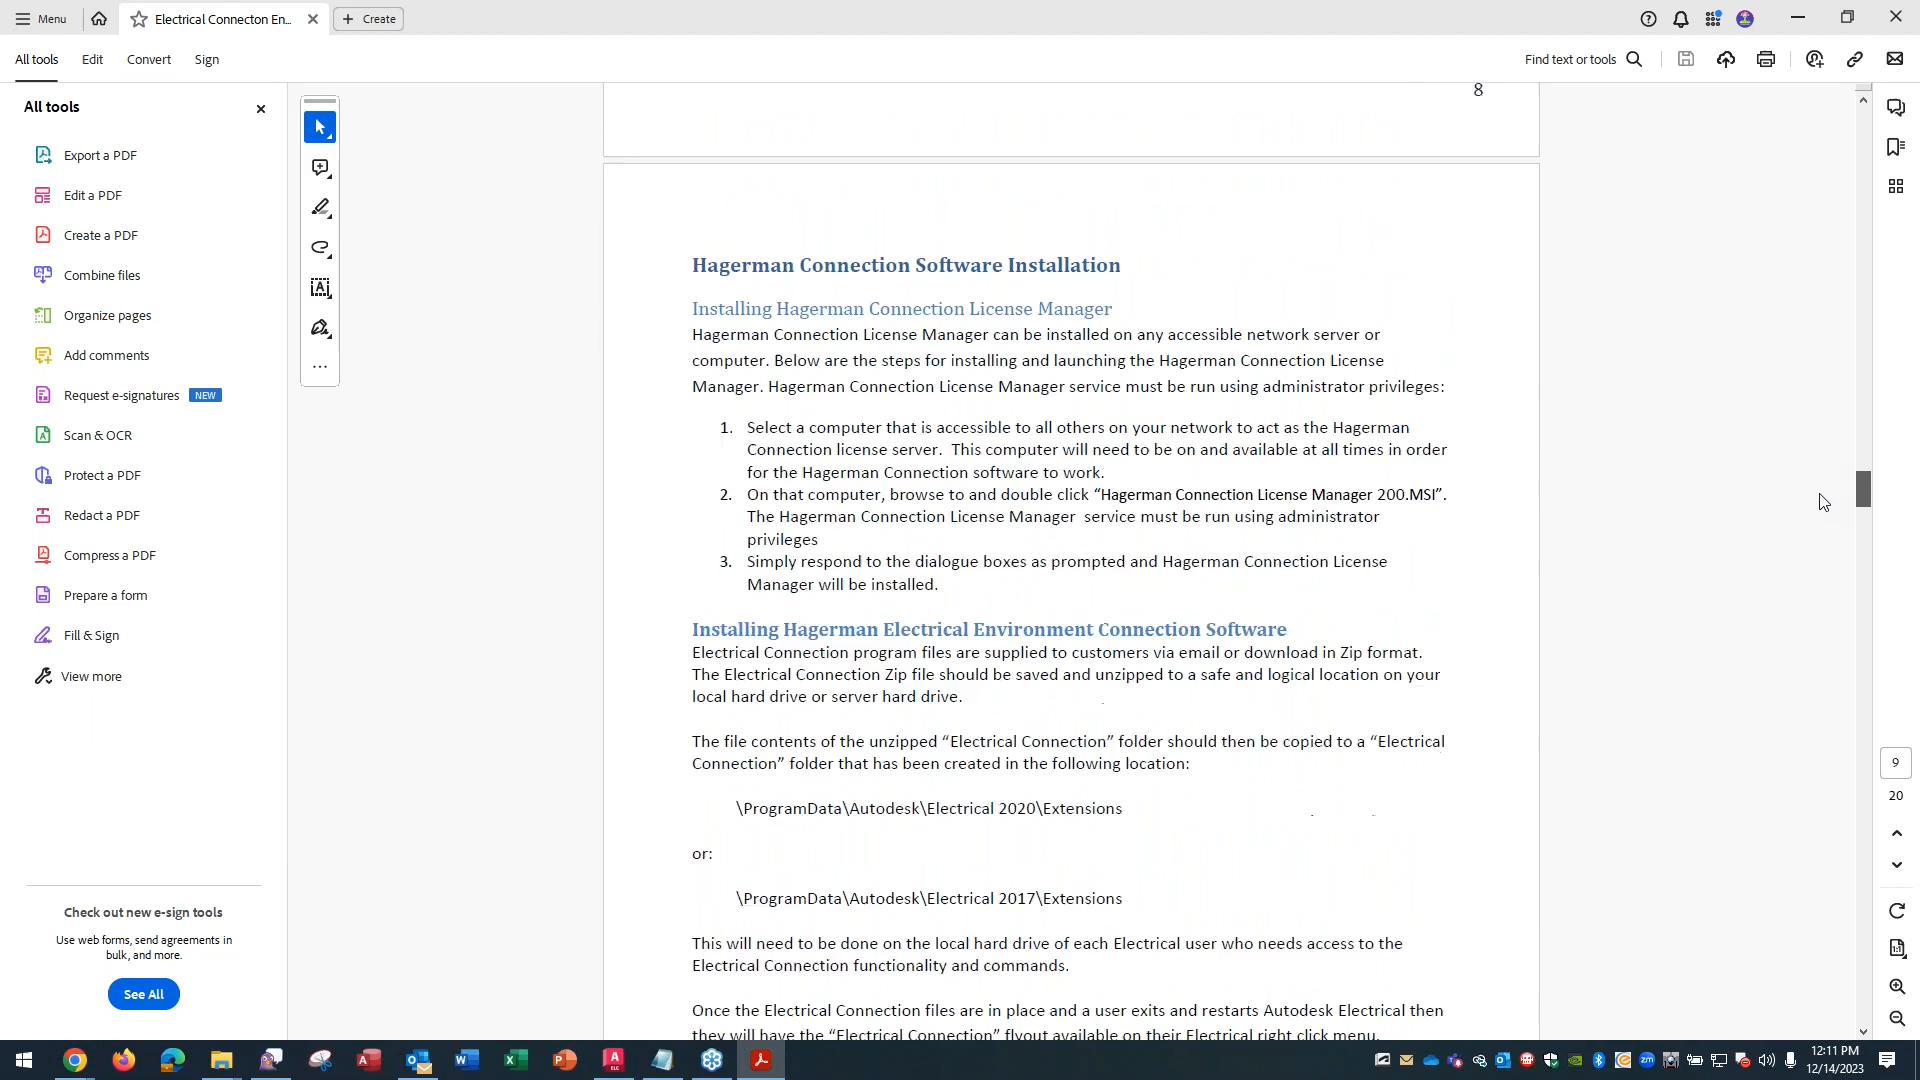 Menu
Electrical Connecton En...
Create
All tools
Edit
Convert
Sign
Find text or tools
All tools
Export a PDF
Edit a PDF
Create a PDF
Combine files
Organize pages
Add comments
Request e-signatures NEW
Scan & OCR
Protect a PDF
Redact a PDF
Compress a PDF
Prepare a form
Fill & Sign
View more
Check out new e-sign tools
Use web forms, send agreements in
bulk, and more.
See All
8
Hagerman Connection Software Installation
Installing Hagerman Connection License Manager
Hagerman Connection License Manager can be installed on any accessible network server or
computer. Below are the steps for installing and launching the Hagerman Connection License
Manager. Hagerman Connection License Manager service must be run using administrator privileges:
1. Select a computer that is accessible to all others on your network to act as the Hagerman
Connection license server. This computer will need to be on and available at all times in order
for the Hagerman Connection software to work.
2. On that computer, browse to and double click “Hagerman Connection License Manager 200.MSI”.
The Hagerman Connection License Manager service must be run using administrator
privileges
3. Simply respond to the dialogue boxes as prompted and Hagerman Connection License
Manager will be installed.
Installing Hagerman Electrical Environment Connection Software
Electrical Connection program files are supplied to customers via email or download in Zip format.
The Electrical Connection Zip file should be saved and unzipped to a safe and logical location on your
local hard drive or server hard drive.
The file contents of the unzipped “Electrical Connection” folder should then be copied to a “Electrical
Connection” folder that has been created in the following location:
\ProgramData\Autodesk\Electrical 2020\Extensions
or:
\ProgramData\Autodesk\Electrical 2017\Extensions
This will need to be done on the local hard drive of each Electrical user who needs access to the
Electrical Connection functionality and commands.
Once the Electrical Connection files are in place and a user exits and restarts Autodesk Electrical then
they will have the “Electrical Connection” flyout available on their Electrical right click menu.
9
20
12:11 PM
12/14/2023